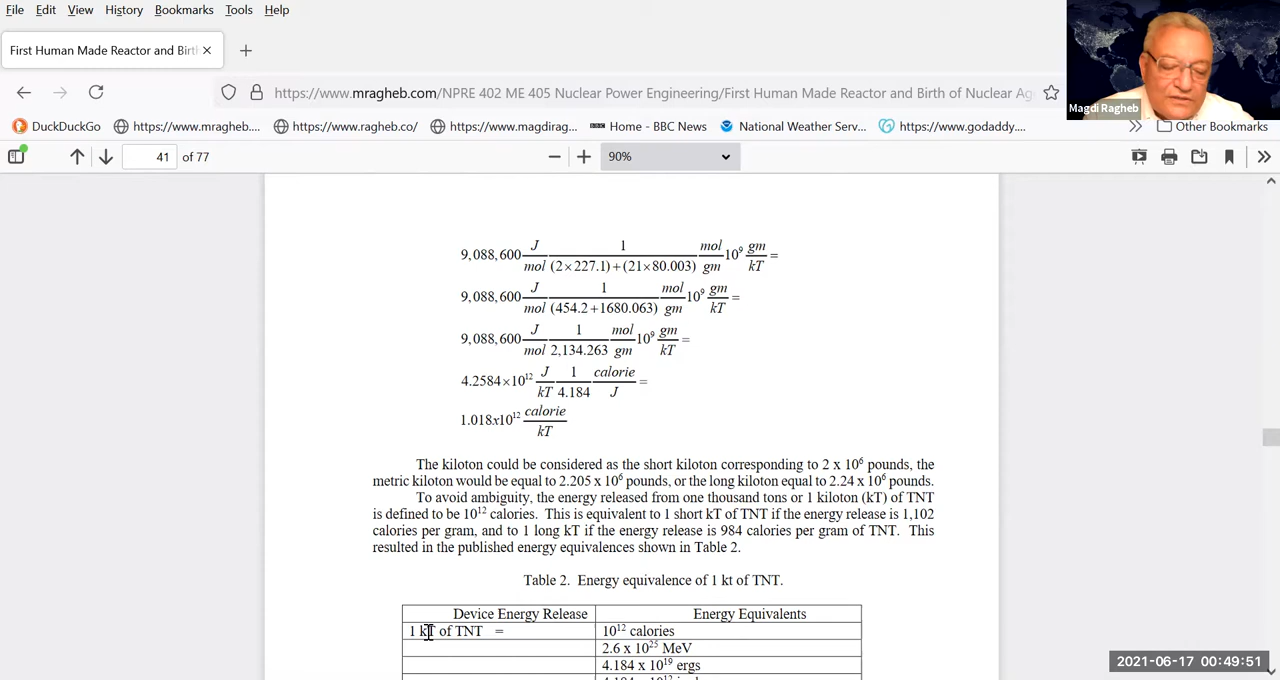 File Edit View History Bookmarks Tools Help
First Human Made Reactor and Birt
https://www.mragheb.com/NPRE 402 ME 405 Nuclear Power Engineering/First Human Made Reactor and Birth of Nuclear Ag
Magdi Ragheb
DuckDuckGo https://www.mragheb.... https://www.ragheb.co/ https://www.magdirag... Home - BBC News National Weather Serv... https://www.godaddy.... Other Bookmarks
41 of 77 90%
9,088,600 J/mol 1/((2×227.1)+(21×80.003)) mol/gm 10⁹ gm/kT =
9,088,600 J/mol 1/(454.2+1680.063) mol/gm 10⁹ gm/kT =
9,088,600 J/mol 1/2,134.263 mol/gm 10⁹ gm/kT =
4.2584×10¹² J/kT 1/4.184 calorie/J =
1.018x10¹² calorie/kT
The kiloton could be considered as the short kiloton corresponding to 2 x 10⁶ pounds, the
metric kiloton would be equal to 2.205 x 10⁶ pounds, or the long kiloton equal to 2.24 x 10⁶ pounds.
To avoid ambiguity, the energy released from one thousand tons or 1 kiloton (kT) of TNT
is defined to be 10¹² calories. This is equivalent to 1 short kT of TNT if the energy release is 1,102
calories per gram, and to 1 long kT if the energy release is 984 calories per gram of TNT. This
resulted in the published energy equivalences shown in Table 2.
Table 2. Energy equivalence of 1 kt of TNT.
Device Energy Release Energy Equivalents
1 kT of TNT = 10¹² calories
2.6 x 10²⁵ MeV
4.184 x 10¹⁹ ergs
2021-06-17 00:49:51